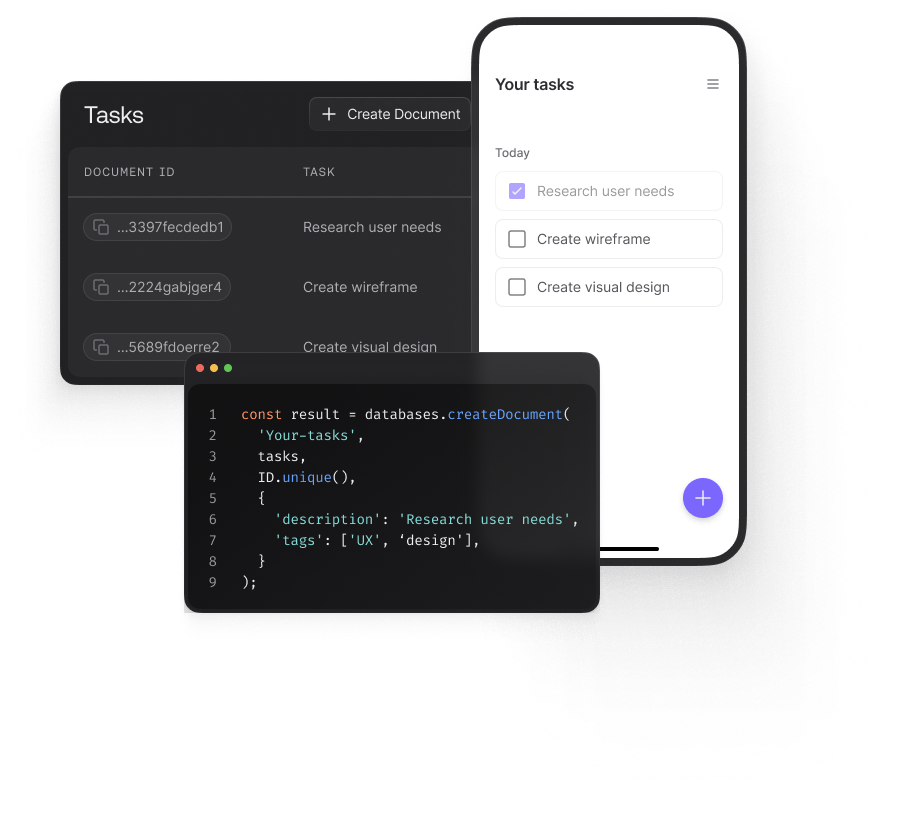 Tasks
Create Document
DOCUMENT ID TASK
...3397fecdedb1 Research user needs
...2224gabjger4 Create wireframe
...5689fdoerre2 Create visual design
Your tasks
Today
Research user needs
Create wireframe
Create visual design
1 const result = databases.createDocument(
2 'Your-tasks',
3 tasks,
4 ID.unique(),
5 {
6 'description': 'Research user needs',
7 'tags': ['UX', ‘design'],
8 }
9 );